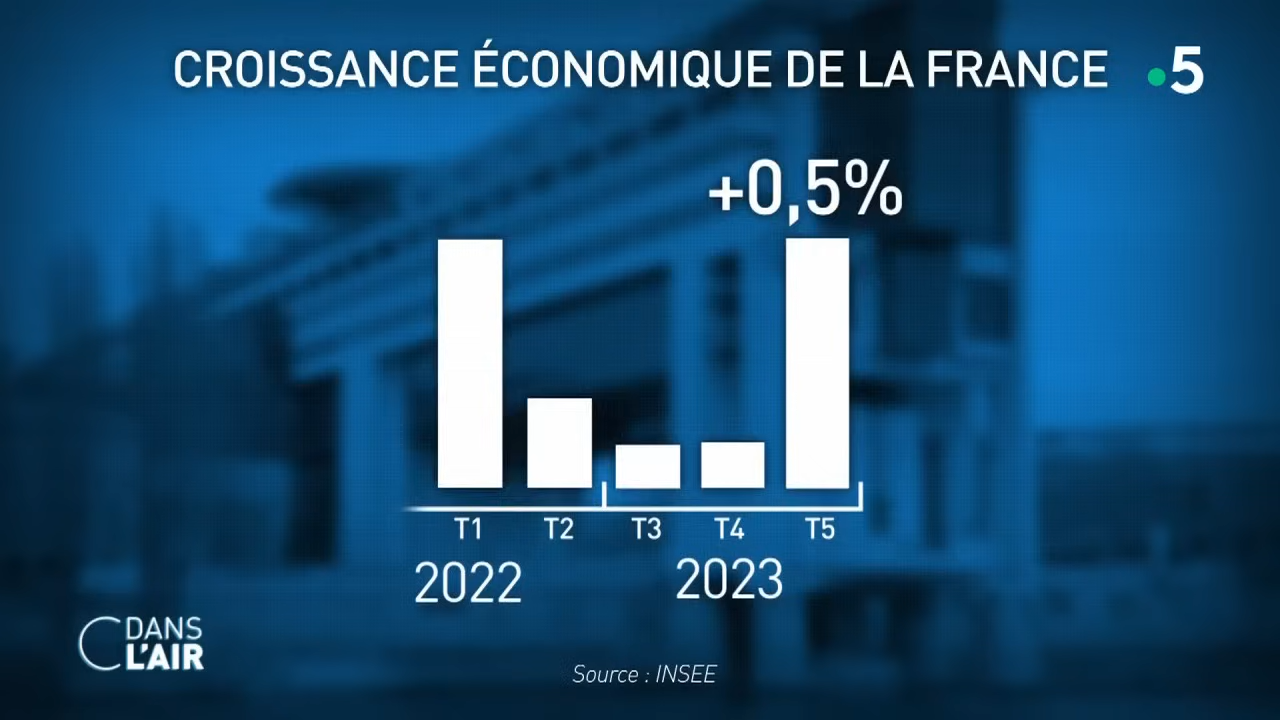 CROISSANCE ÉCONOMIQUE DE LA FRANCE
5
+0,5%
T1 T2 T3 T4 T5
2022 2023
C DANS
L'AIR
Source : INSEE